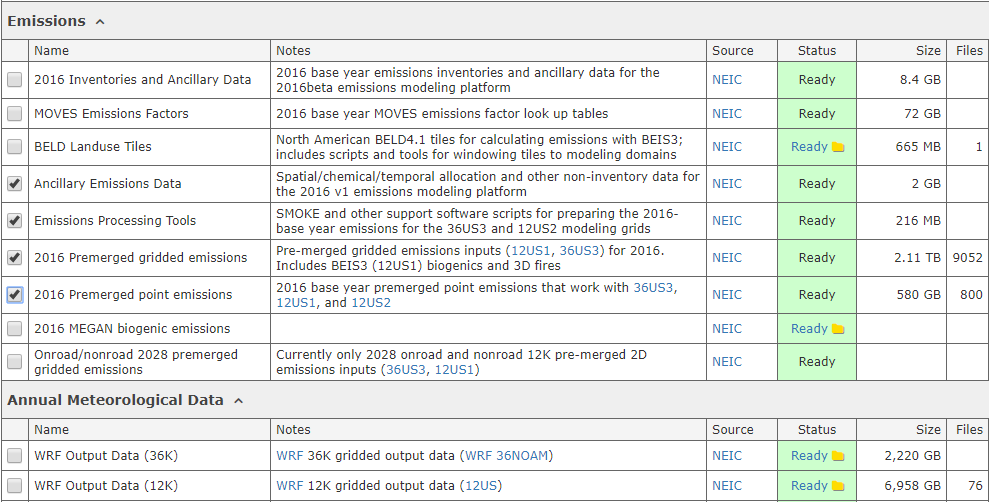 Emissions
Name Notes Source Status Size Files
2016 Inventories and Ancillary Data 2016 base year emissions inventories and ancillary data for the 2016beta emissions modeling platform NEIC Ready 8.4 GB
MOVES Emissions Factors 2016 base year MOVES emissions factor look up tables NEIC Ready 72 GB
BELD Landuse Tiles North American BELD4.1 tiles for calculating emissions with BEIS3; includes scripts and tools for windowing tiles to modeling domains NEIC Ready 665 MB 1
Ancillary Emissions Data Spatial/chemical/temporal allocation and other non-inventory data for the 2016 v1 emissions modeling platform NEIC Ready 2 GB
Emissions Processing Tools SMOKE and other support software scripts for preparing the 2016-base year emissions for the 36US3 and 12US2 modeling grids NEIC Ready 216 MB
2016 Premerged gridded emissions Pre-merged gridded emissions inputs (12US1, 36US3) for 2016. Includes BEIS3 (12US1) biogenics and 3D fires NEIC Ready 2.11 TB 9052
2016 Premerged point emissions 2016 base year premerged point emissions that work with 36US3, 12US1, and 12US2 NEIC Ready 580 GB 800
2016 MEGAN biogenic emissions NEIC Ready
Onroad/nonroad 2028 premerged gridded emissions Currently only 2028 onroad and nonroad 12K pre-merged 2D emissions inputs (36US3, 12US1) NEIC Ready
Annual Meteorological Data
Name Notes Source Status Size Files
WRF Output Data (36K) WRF 36K gridded output data (WRF 36NOAM) NEIC Ready 2,220 GB
WRF Output Data (12K) WRF 12K gridded output data (12US) NEIC Ready 6,958 GB 76